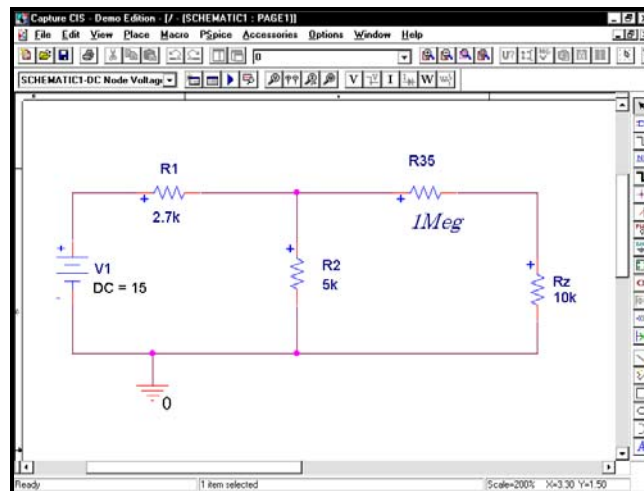 Capture CIS - Demo Edition - [/ - (SCHEMATIC1 : PAGE1)]
File Edit View Place Macro PSpice Accessories Options Window Help
0
U?
SCHEMATIC1-DC Node Voltag
V I W
R1
2.7k
R35
1Meg
+
V1
DC = 15
-
R2
5k
Rz
10k
0
Ready 1 item selected Scale=200% X=3.30 Y=1.50